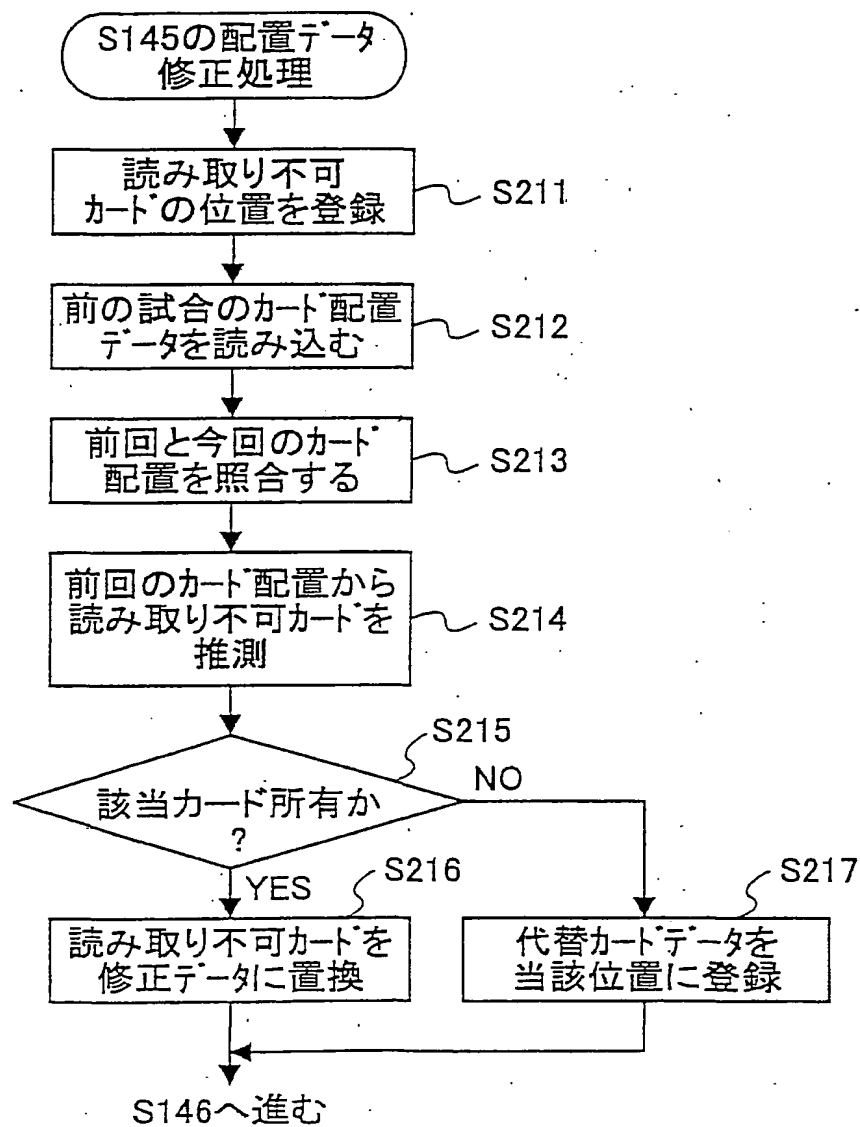 S145の配置データ
修正処理
読み取り不可
カードの位置を登録
S211
前の試合のカード配置
データを読み込む
S212
前回と今回のカード
配置を照合する
S213
前回のカード配置から
読み取り不可カードを
推測
S214
S215
該当カード所有か
?
NO
YES
S216
読み取り不可カードを
修正データに置換
S217
代替カードデータを
当該位置に登録
S146へ進む